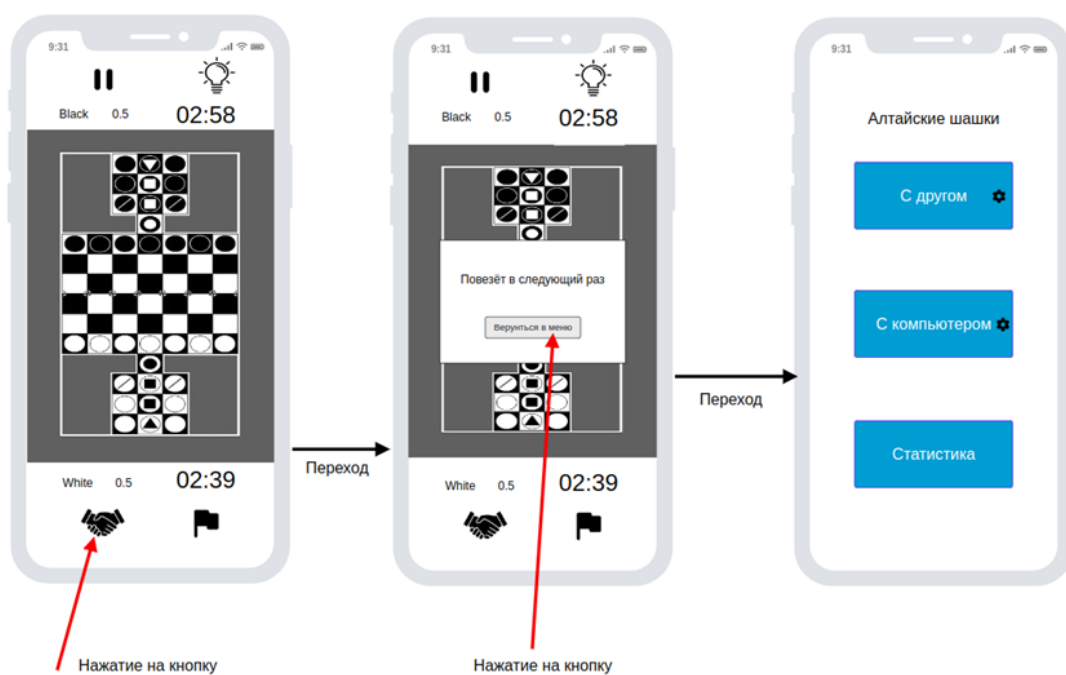 9:31
Black 0.5 02:58
White 0.5 02:39
Нажатие на кнопку
Переход
9:31
Black 0.5 02:58
Повезёт в следующий раз
Верунться в меню
White 0.5 02:39
Нажатие на кнопку
Переход
9:31
Алтайские шашки
С другом
С компьютером
Статистика